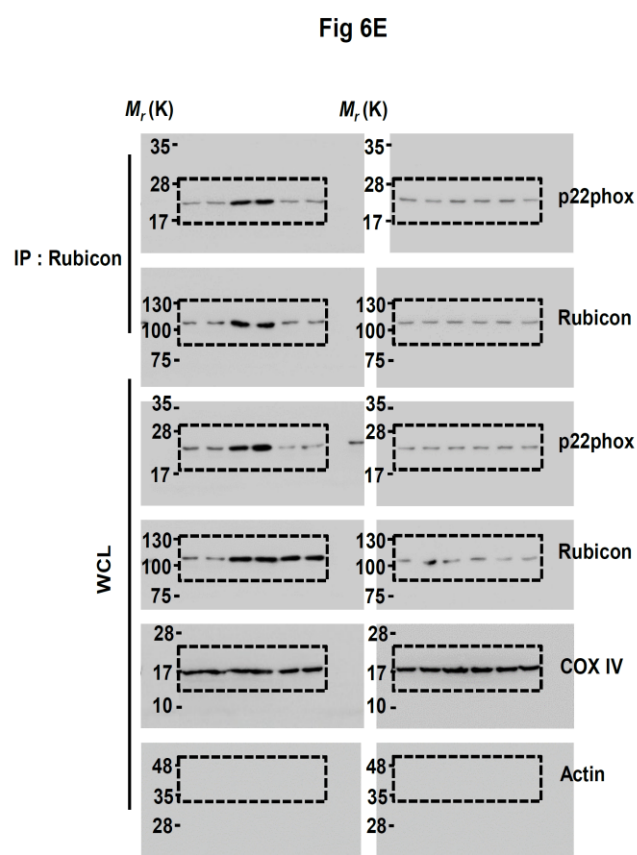 Fig 6E
Mr (K) Mr (K)
IP : Rubicon
35- 35-
28- 28- p22phox
17- 17-
130- 130- Rubicon
100- 100-
75- 75-
WCL
35- 35-
28- 28- p22phox
17- 17-
130- 130- Rubicon
100- 100-
75- 75-
28- 28-
17- 17- COX IV
10- 10-
48- 48- Actin
35- 35-
28- 28-